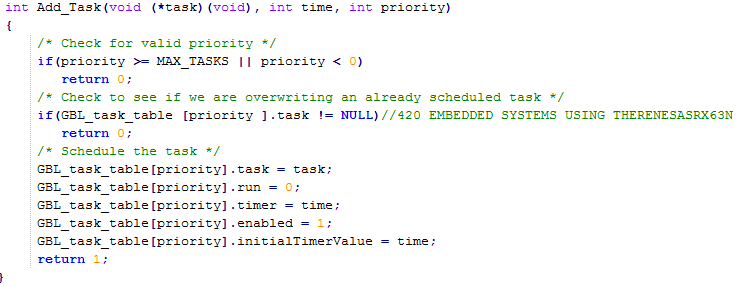 int Add_Task(void (*task)(void), int time, int priority)
{
/* Check for valid priority */
if(priority >= MAX_TASKS || priority < 0)
return 0;
/* Check to see if we are overwriting an already scheduled task */
if(GBL_task_table [priority ].task != NULL)//420 EMBEDDED SYSTEMS USING THERENESASRX63N
return 0;
/* Schedule the task */
GBL_task_table[priority].task = task;
GBL_task_table[priority].run = 0;
GBL_task_table[priority].timer = time;
GBL_task_table[priority].enabled = 1;
GBL_task_table[priority].initialTimerValue = time;
return 1;
}